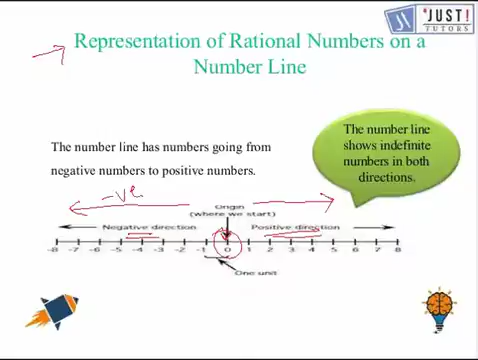 "JUST!
TUTORS
Representation of Rational Numbers on a
Number Line
The number line has numbers going from
negative numbers to positive numbers.
The number line
shows indefinite
numbers in both
directions.
-ve
Origin
(where we start)
Negative direction
Positive direction
-8 -7 -6 -5 -4 -3 -2 -1 0 1 2 3 4 5 6 7 8
One unit